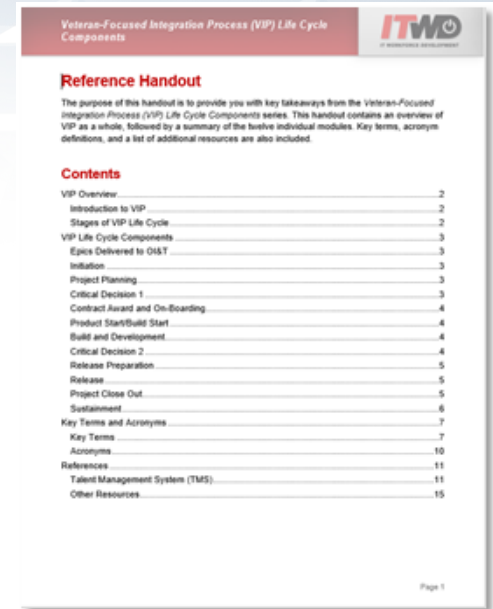 Veteran-Focused Integration Process (VIP) Life Cycle
Components
ITWD
IT WORKFORCE DEVELOPMENT
Reference Handout
The purpose of this handout is to provide you with key takeaways from the Veteran-Focused
Integration Process (VIP) Life Cycle Components series. This handout contains an overview of
VIP as a whole, followed by a summary of the twelve individual modules. Key terms, acronym
definitions, and a list of additional resources are also included.
Contents
VIP Overview 2
Introduction to VIP 2
Stages of VIP Life Cycle 2
VIP Life Cycle Components 3
Epics Delivered to OI&T 3
Initiation 3
Project Planning 3
Critical Decision 1 3
Contract Award and On-Boarding 4
Product Start/Build Start 4
Build and Development 4
Critical Decision 2 4
Release Preparation 5
Release 5
Project Close Out 5
Sustainment 6
Key Terms and Acronyms 7
Key Terms 7
Acronyms 10
References 11
Talent Management System (TMS) 11
Other Resources 15
Page 1